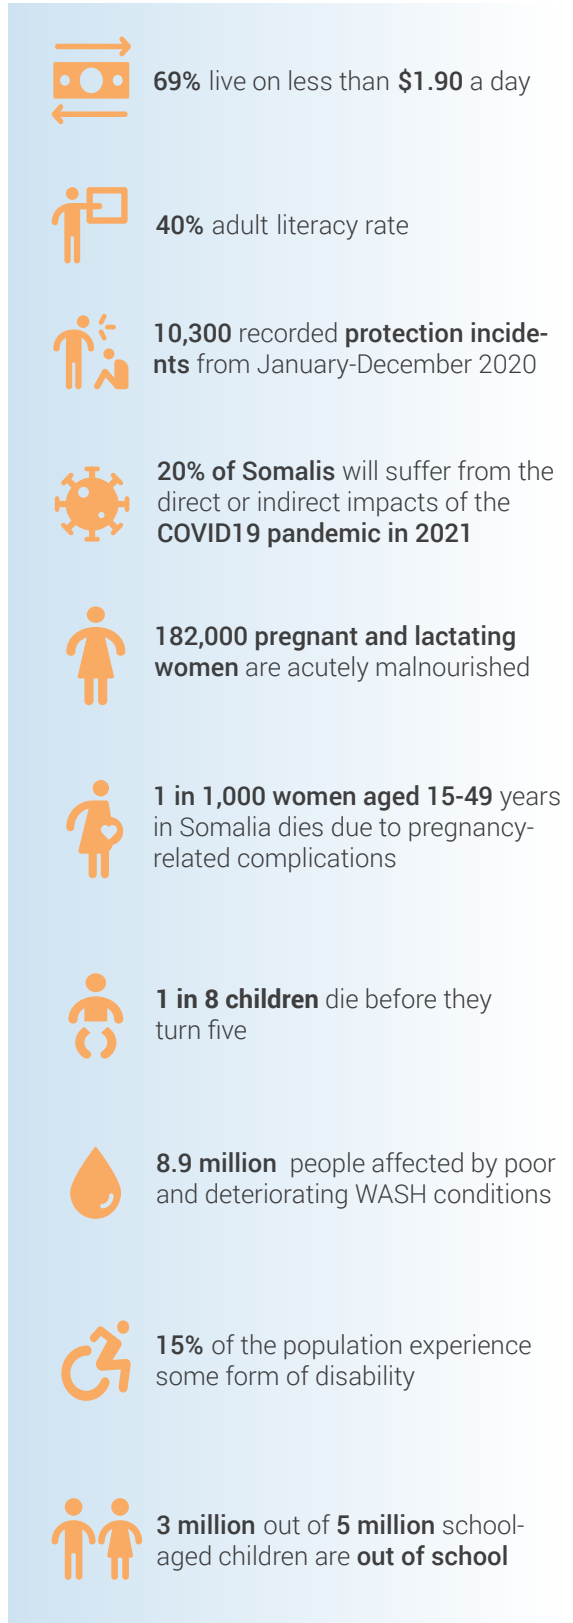 69% live on less than $1.90 a day
40% adult literacy rate
10,300 recorded protection incide-
nts from January-December 2020
20% of Somalis will suffer from the
direct or indirect impacts of the
COVID19 pandemic in 2021
182,000 pregnant and lactating
women are acutely malnourished
1 in 1,000 women aged 15-49 years
in Somalia dies due to pregnancy-
related complications
1 in 8 children die before they
turn five
8.9 million people affected by poor
and deteriorating WASH conditions
15% of the population experience
some form of disability
3 million out of 5 million school-
aged children are out of school